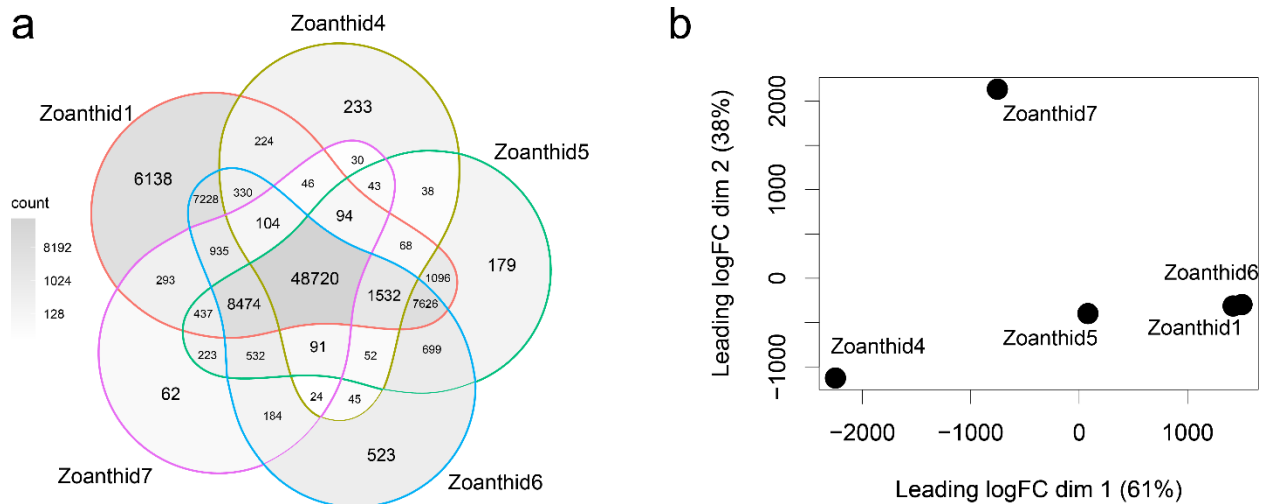 a
Zoanthid4
Zoanthid1
Zoanthid5
Zoanthid7
Zoanthid6
count
8192
1024
128
233
6138
224
30
46
43
38
7228
330
104
94
68
179
935
293
48720
1532
1096
7626
437
8474
223
532
91
52
699
62
184
24
45
523
b
Leading logFC dim 2 (38%)
2000
1000
0
−1000
Zoanthid7
Zoanthid6
Zoanthid5
Zoanthid1
Zoanthid4
−2000
−1000
0
1000
Leading logFC dim 1 (61%)